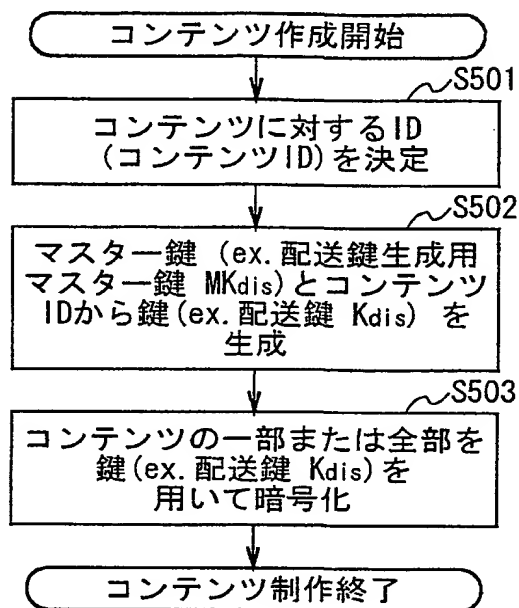 コンテンツ作成開始
S501
コンテンツに対するID
(コンテンツID)を決定
S502
マスター鍵 (ex.配送鍵生成用
マスター鍵 MKdis)とコンテンツ
IDから鍵(ex.配送鍵 Kdis) を
生成
S503
コンテンツの一部または全部を
鍵(ex.配送鍵 Kdis)を
用いて暗号化
コンテンツ制作終了